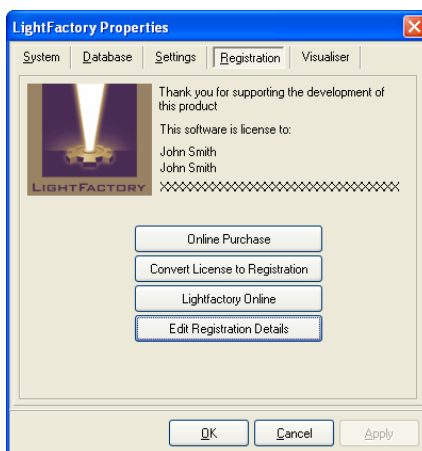 LightFactory Properties
System Database Settings Registration Visualiser
Thank you for supporting the development of
this product
This software is license to:
John Smith
John Smith
XXXXXXXXXXXXXXXXXXXXXXXXXXXXXXXX
LIGHTFACTORY
Online Purchase
Convert License to Registration
Lightfactory Online
Edit Registration Details
OK Cancel Apply